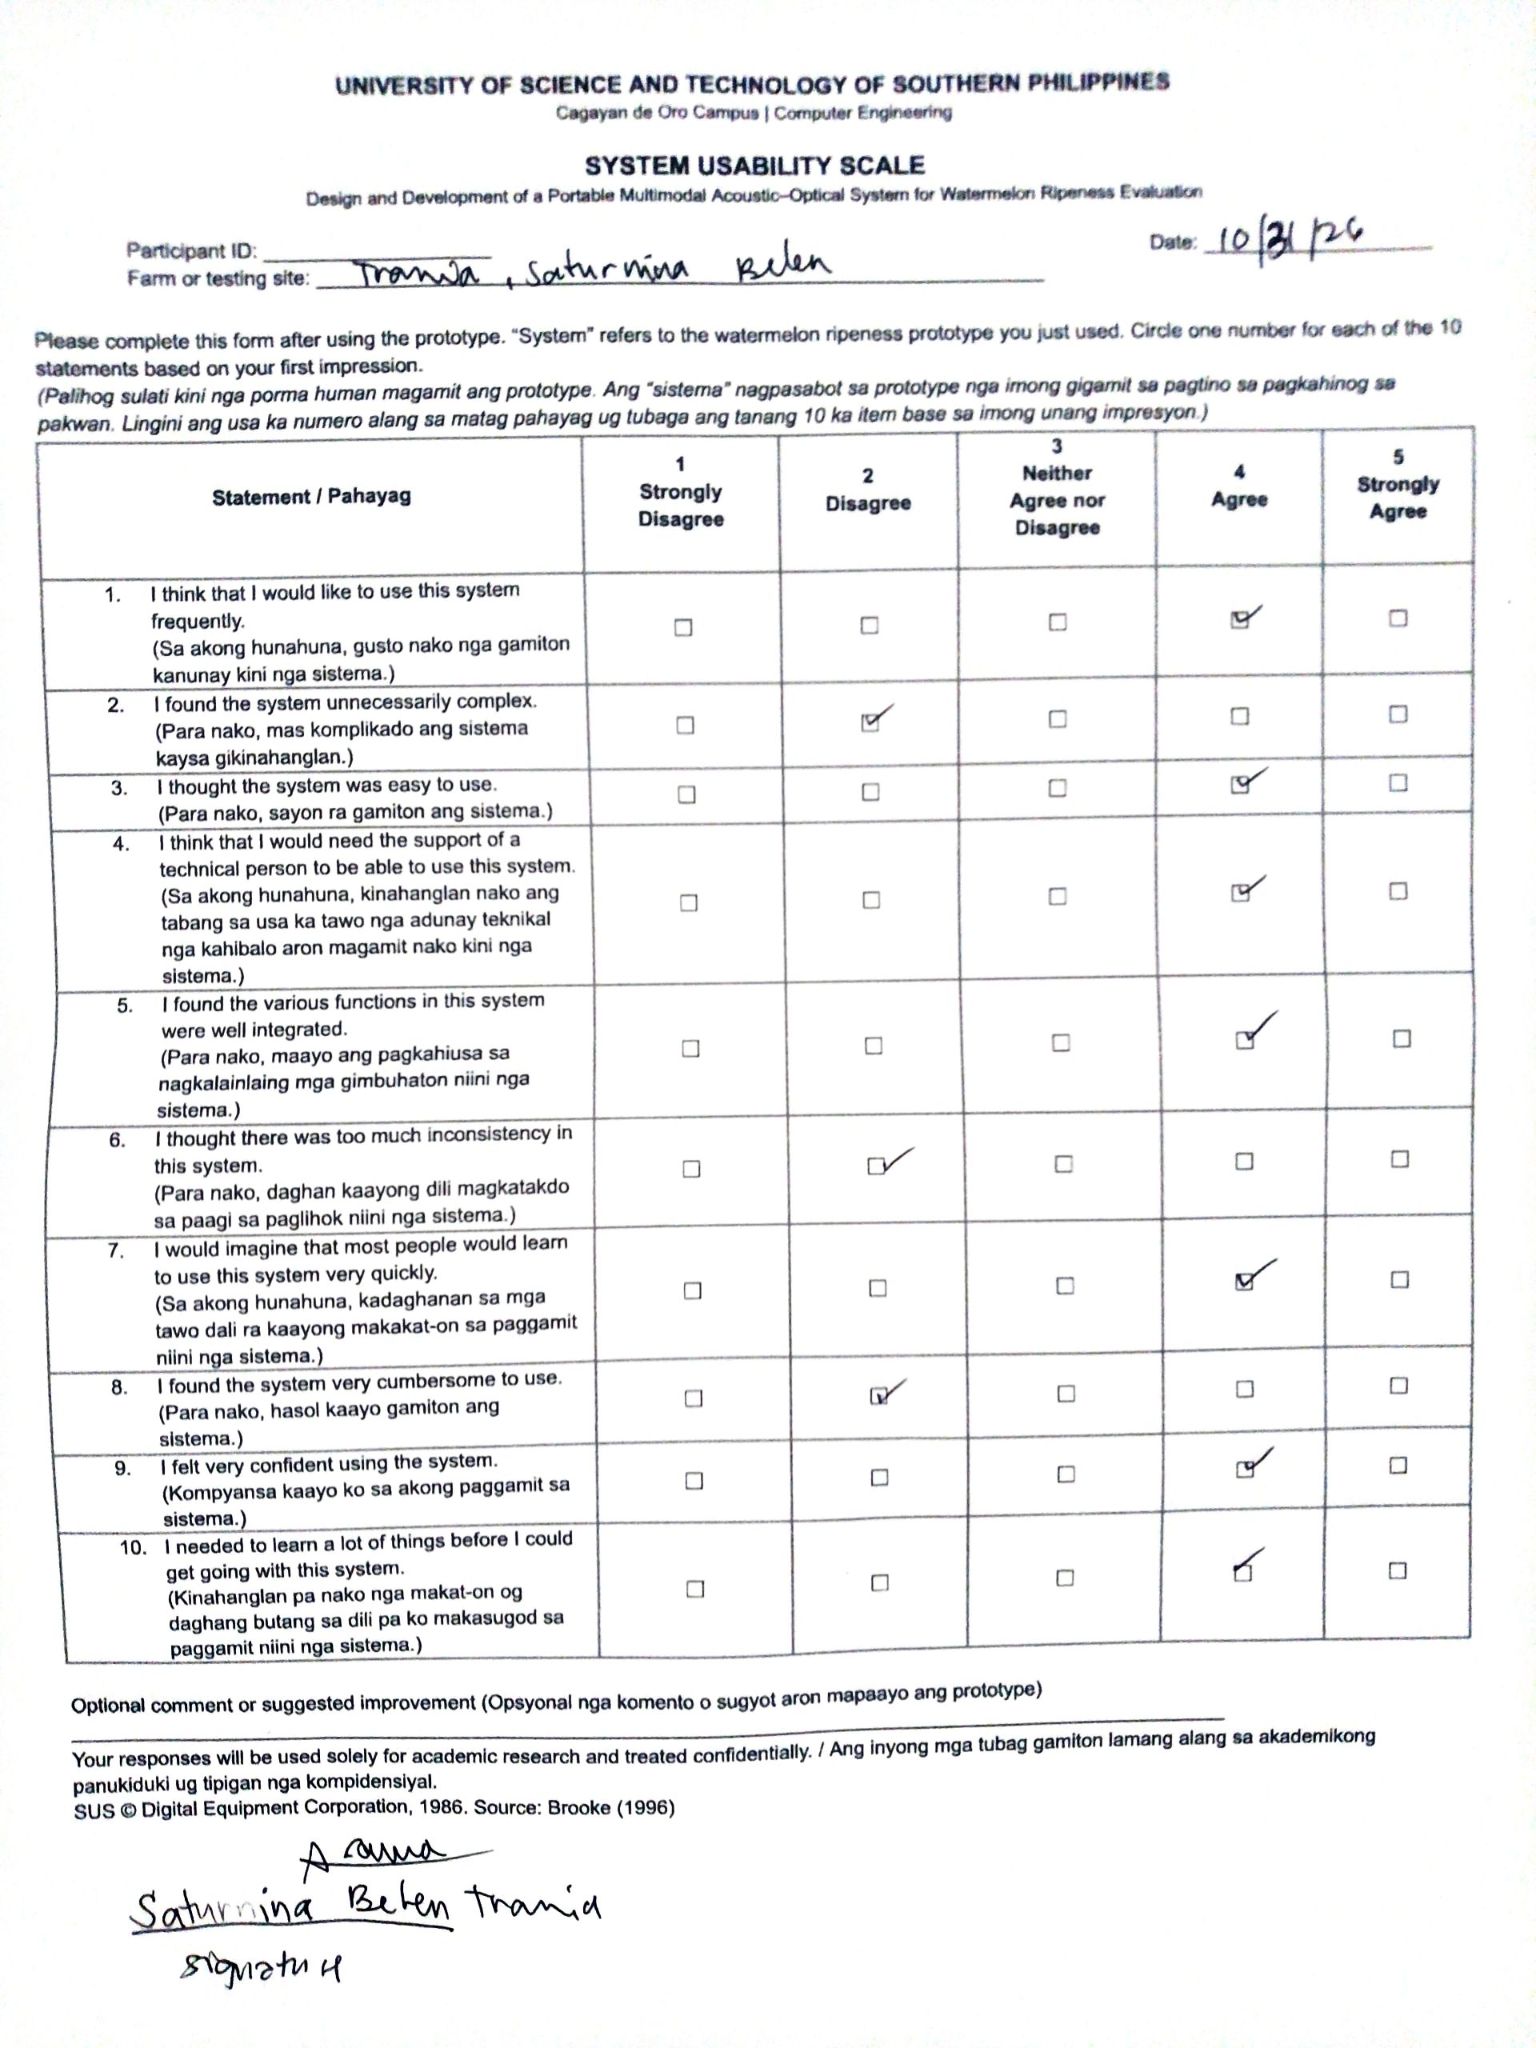 UNIVERSITY OF SCIENCE AND TECHNOLOGY OF SOUTHERN PHILIPPINES
Cagayan de Oro Campus | Computer Engineering
SYSTEM USABILITY SCALE
Design and Development of a Portable Multimodal Acoustic–Optical System for Watermelon Ripeness Evaluation
Participant ID:
Date: 10/21/26
Farm or testing site: Trania, Saturnina Belen
Please complete this form after using the prototype. “System” refers to the watermelon ripeness prototype you just used. Circle one number for each of the 10
statements based on your first impression.
(Palihog sulati kini nga porma human magamit ang prototype. Ang “sistema” nagpasabot sa prototype nga imong gigamit sa pagtino sa pagkahinog sa
pakwan. Lingini ang usa ka numero alang sa matag pahayag ug tubaga ang tanang 10 ka item base sa imong unang impresyon.)
Statement / Pahayag
1
Strongly
Disagree
2
Disagree
3
Neither
Agree nor
Disagree
4
Agree
5
Strongly
Agree
1. I think that I would like to use this system
frequently.
(Sa akong hunahuna, gusto nako nga gamiton
kanunay kini nga sistema.)
2. I found the system unnecessarily complex.
(Para nako, mas komplikado ang sistema
kaysa gikinahanglan.)
3. I thought the system was easy to use.
(Para nako, sayon ra gamiton ang sistema.)
4. I think that I would need the support of a
technical person to be able to use this system.
(Sa akong hunahuna, kinahanglan nako ang
tabang sa usa ka tawo nga adunay teknikal
nga kahibalo aron magamit nako kini nga
sistema.)
5. I found the various functions in this system
were well integrated.
(Para nako, maayo ang pagkahiusa sa
nagkalainlaing mga gimbuhaton niini nga
sistema.)
6. I thought there was too much inconsistency in
this system.
(Para nako, daghan kaayong dili magkatakdo
sa paagi sa paglihok niini nga sistema.)
7. I would imagine that most people would learn
to use this system very quickly.
(Sa akong hunahuna, kadaghanan sa mga
tawo dali ra kaayong makakat-on sa paggamit
niini nga sistema.)
8. I found the system very cumbersome to use.
(Para nako, hasol kaayo gamiton ang
sistema.)
9. I felt very confident using the system.
(Kompyansa kaayo ko sa akong paggamit sa
sistema.)
10. I needed to learn a lot of things before I could
get going with this system.
(Kinahanglan pa nako nga makat-on og
daghang butang sa dili pa ko makasugod sa
paggamit niini nga sistema.)
Optional comment or suggested improvement (Opsyonal nga komento o sugyot aron mapaayo ang prototype)
Your responses will be used solely for academic research and treated confidentially. / Ang inyong mga tubag gamiton lamang alang sa akademikong
panukiduki ug tipigan nga kompidensiyal.
SUS © Digital Equipment Corporation, 1986. Source: Brooke (1996)
Saturnina Belen Trania
signature